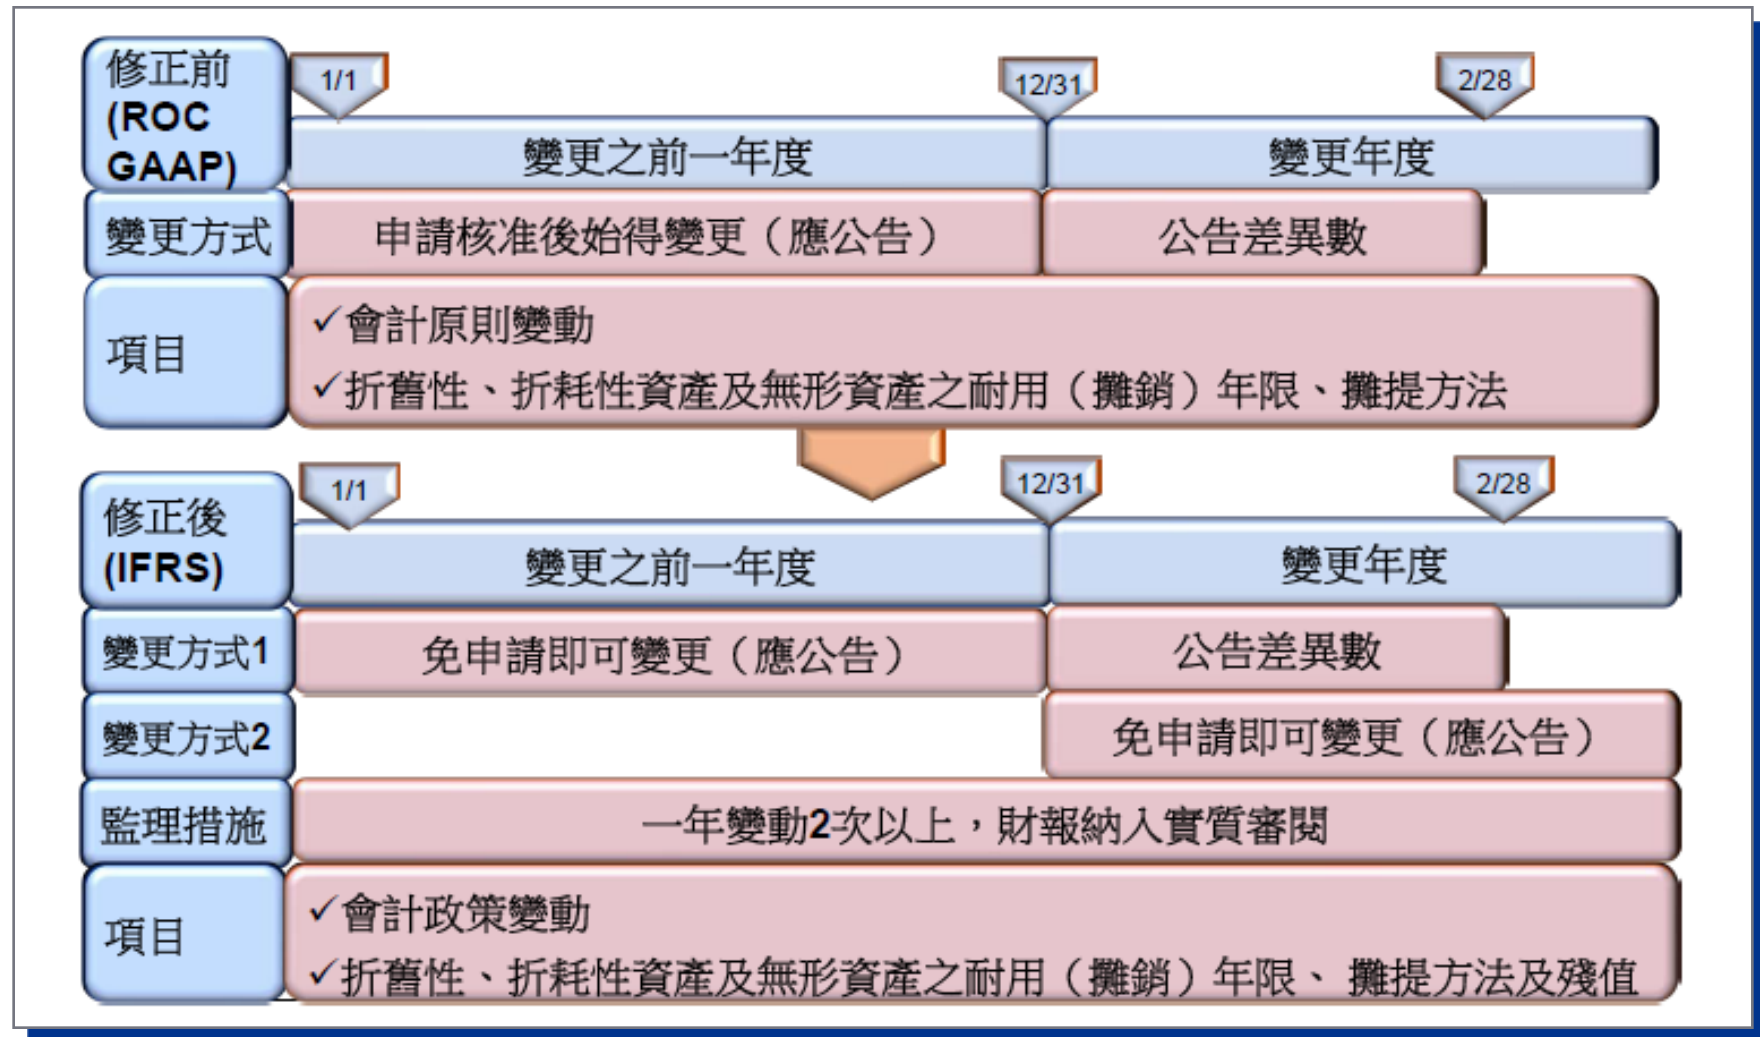 修正前
(ROC
GAAP)
1/1
12/31
2/28
變更之前一年度
變更年度
變更方式
申請核准後始得變更（應公告）
公告差異數
項目
✓會計原則變動
✓折舊性、折耗性資產及無形資產之耐用（攤銷）年限、攤提方法
修正後
(IFRS)
1/1
12/31
2/28
變更之前一年度
變更年度
變更方式1
免申請即可變更（應公告）
公告差異數
變更方式2
免申請即可變更（應公告）
監理措施
一年變動2次以上，財報納入實質審閱
項目
✓會計政策變動
✓折舊性、折耗性資產及無形資產之耐用（攤銷）年限、 攤提方法及殘值